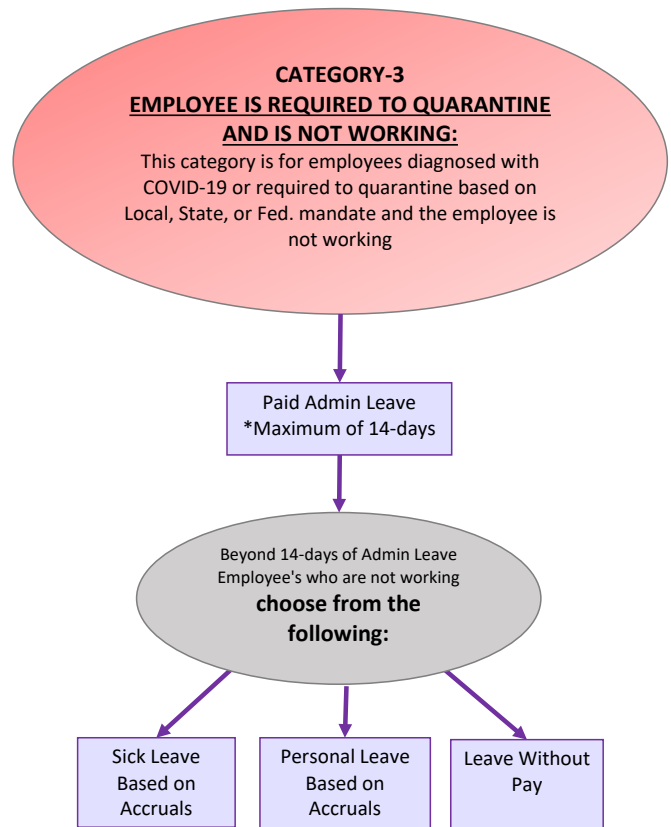 CATEGORY-3
EMPLOYEE IS REQUIRED TO QUARANTINE
AND IS NOT WORKING:
This category is for employees diagnosed with
COVID-19 or required to quarantine based on
Local, State, or Fed. mandate and the employee is
not working
Paid Admin Leave
*Maximum of 14-days
Beyond 14-days of Admin Leave
Employee's who are not working
choose from the
following:
Sick Leave
Based on
Accruals
Personal Leave
Based on
Accruals
Leave Without
Pay